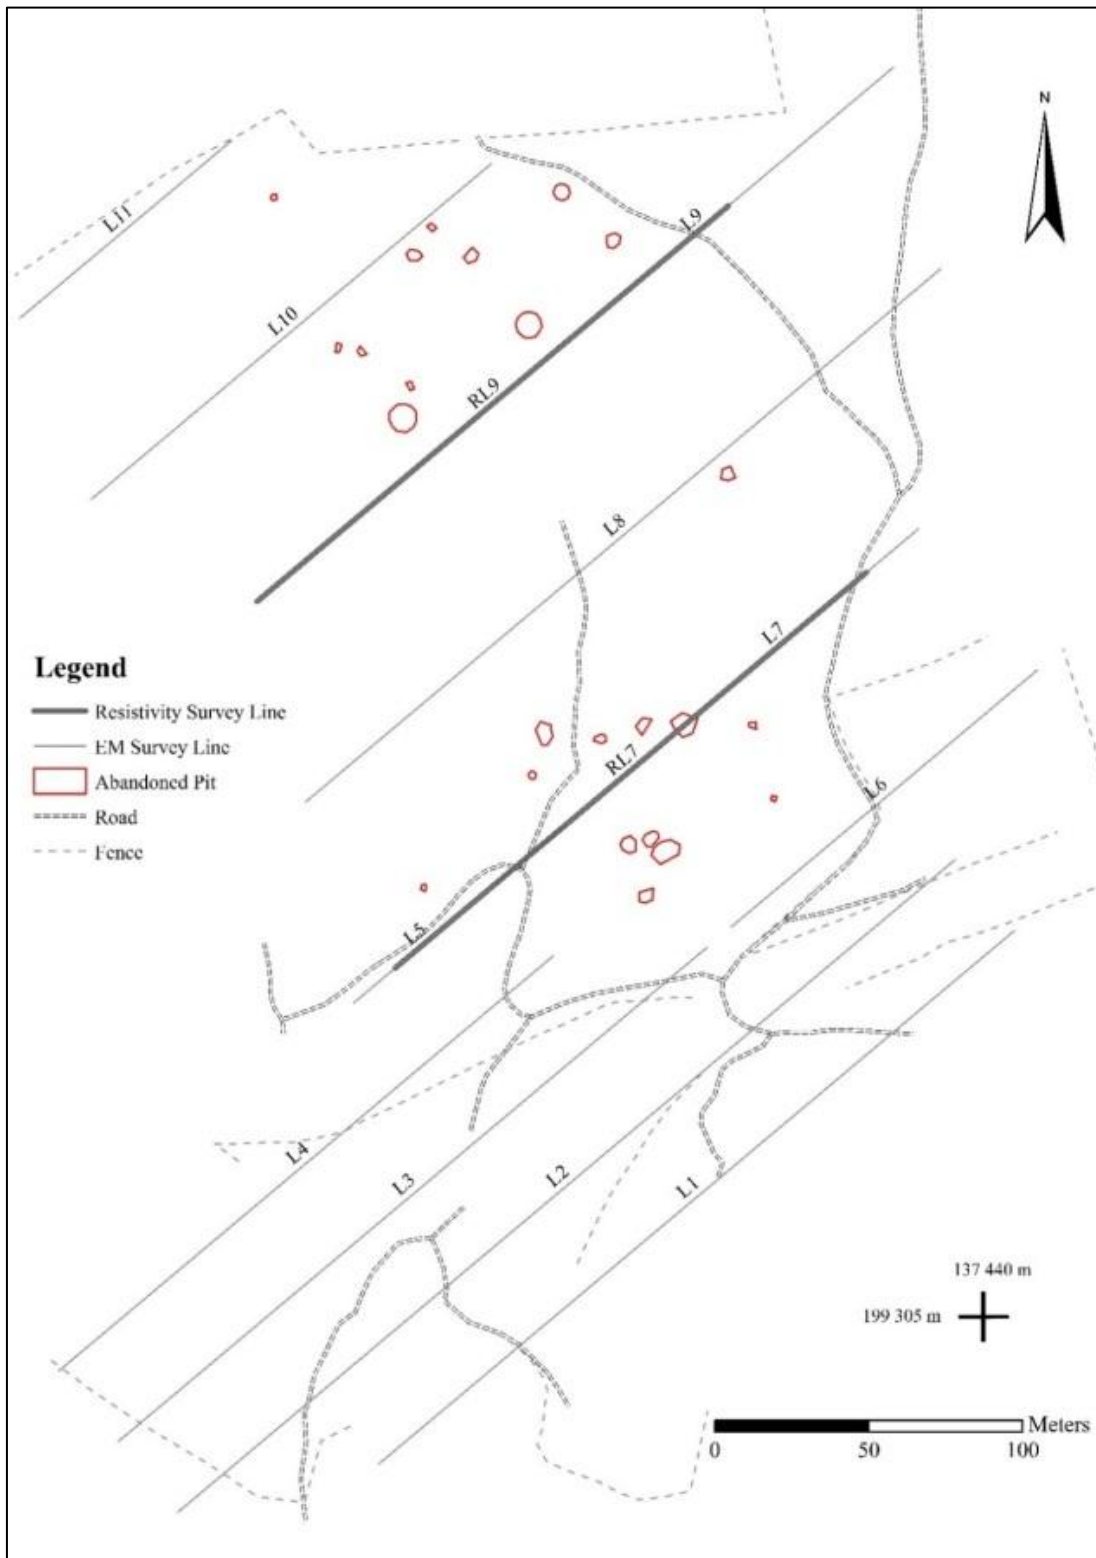 N
L11
L9
L10
RL9
L8
Legend
Resistivity Survey Line
EM Survey Line
Abandoned Pit
Road
Fence
L7
RL7
L6
L5
L4
L3
L2
L1
137 440 m
199 305 m
Meters
0 50 100